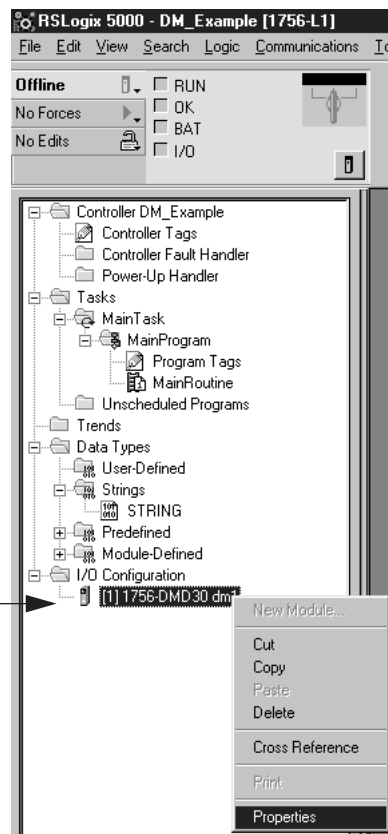 RSLogix 5000 - DM_Example [1756-L1]
File Edit View Search Logic Communications
Offline
RUN
No Forces
OK
BAT
No Edits
I/O
Controller DM_Example
Controller Tags
Controller Fault Handler
Power-Up Handler
Tasks
MainTask
MainProgram
Program Tags
MainRoutine
Unscheduled Programs
Trends
Data Types
User-Defined
Strings
STRING
Predefined
Module-Defined
I/O Configuration
[1] 1756-DMD30 dm1
New Module...
Cut
Copy
Paste
Delete
Cross Reference
Print
Properties